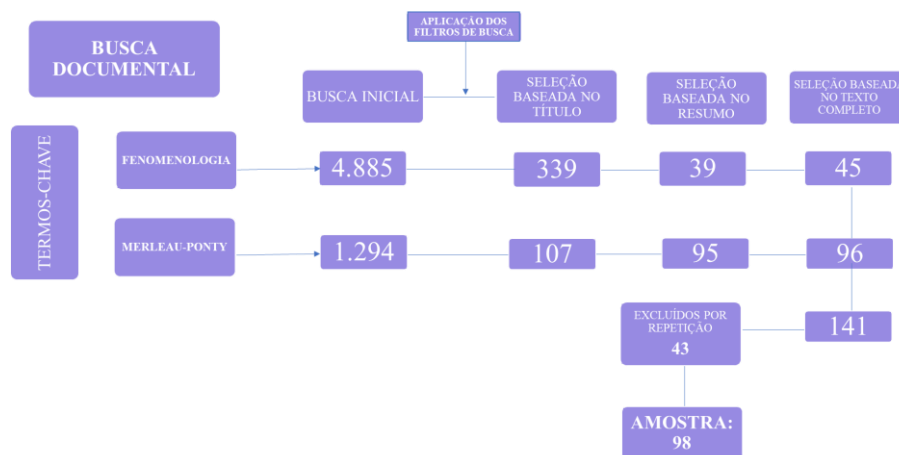 APLICAÇÃO DOS
FILTROS DE BUSCA
BUSCA
DOCUMENTAL
BUSCA INICIAL
SELEÇÃO
BASEADA NO
TÍTULO
SELEÇÃO
BASEADA NO
RESUMO
SELEÇÃO BASEADA
NO TEXTO
COMPLETO
TERMOS-CHAVE
FENOMENOLOGIA
4.885
339
39
45
MERLEAU-PONTY
1.294
107
95
96
EXCLUÍDOS POR
REPETIÇÃO
43
141
AMOSTRA:
98